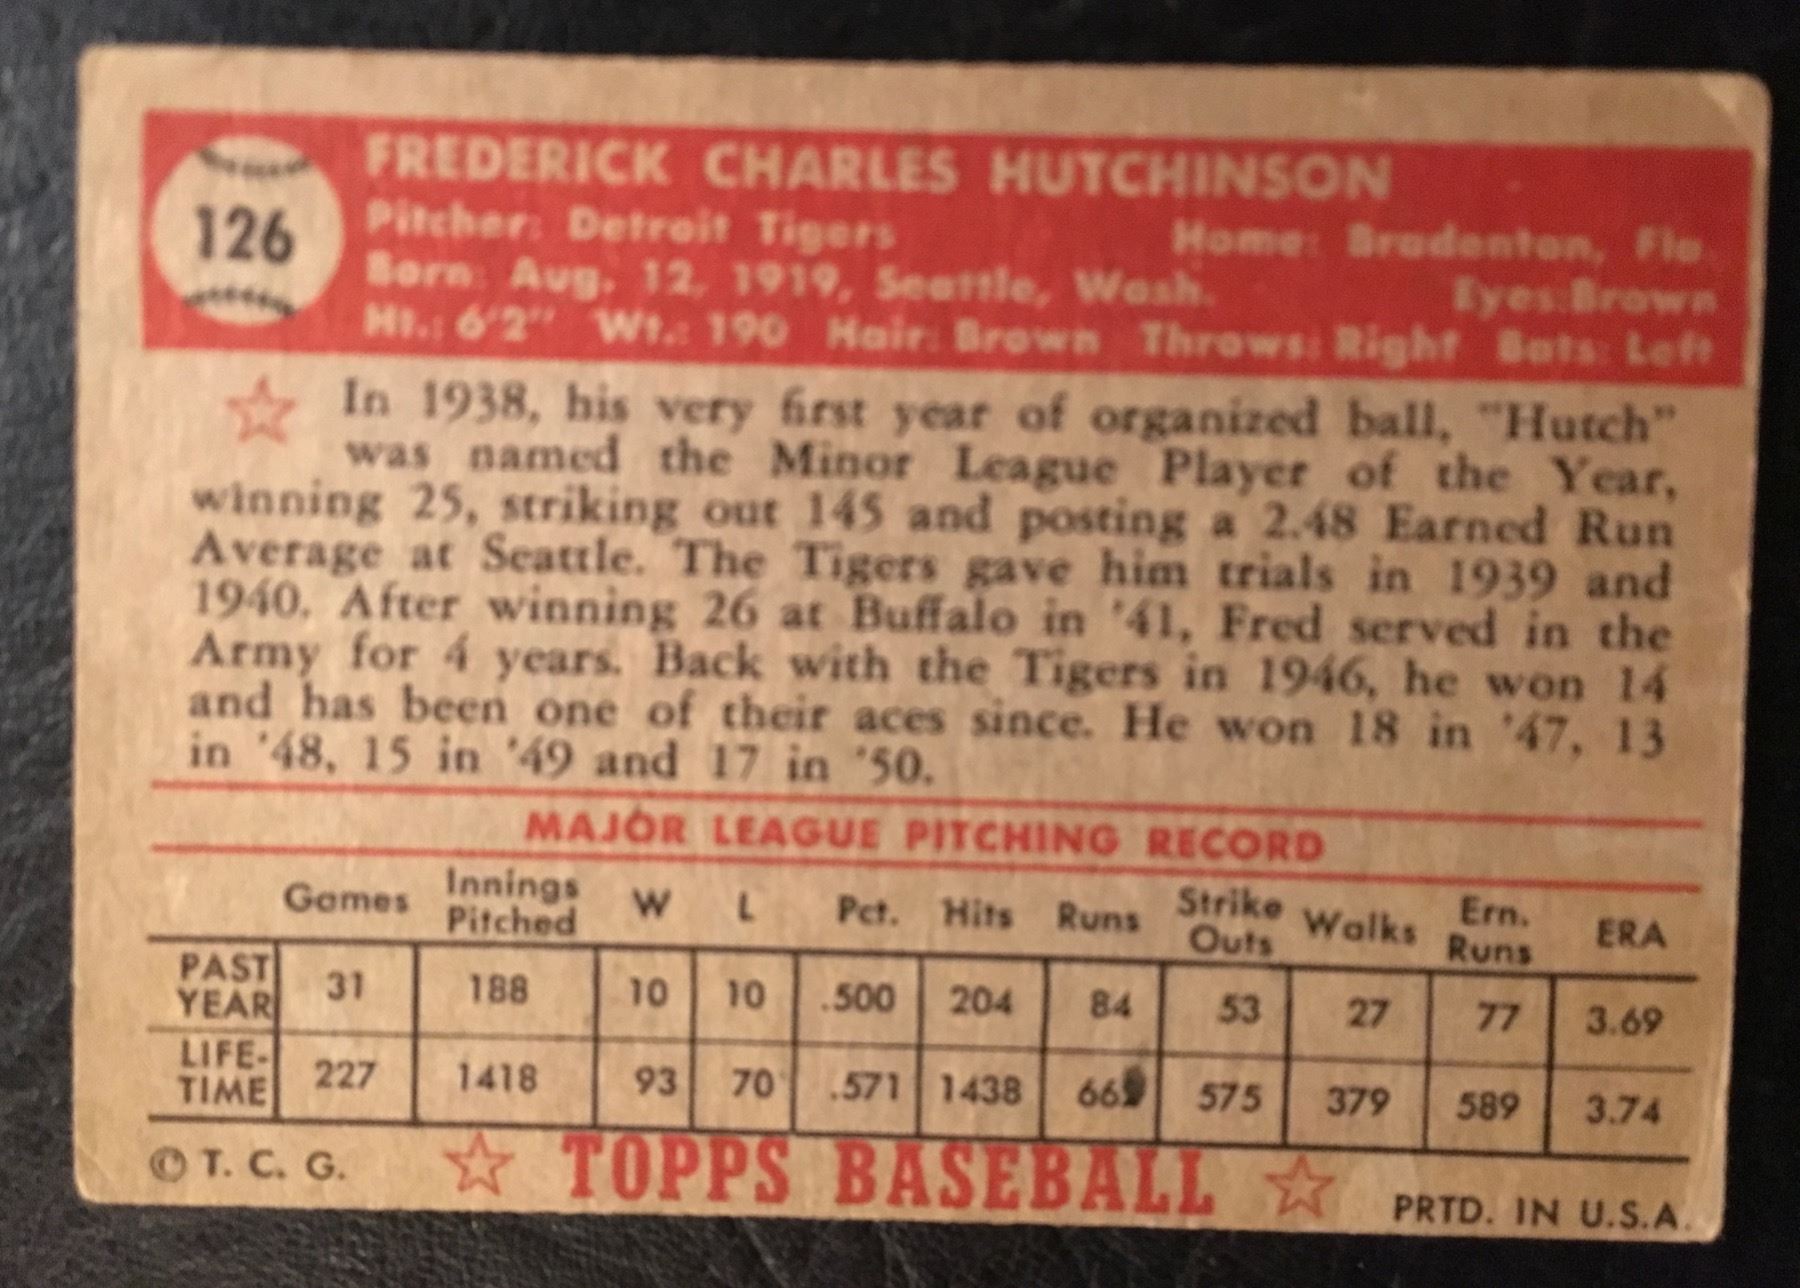 126
FREDERICK CHARLES HUTCHINSON
Pitcher: Detroit Tigers Home: Bradenton, Fla.
Born: Aug. 12, 1919, Seattle, Wash. Eyes: Brown
Ht.: 6'2" Wt.: 190 Hair: Brown Throws: Right Bats: Left
In 1938, his very first year of organized ball, "Hutch"
was named the Minor League Player of the Year,
winning 25, striking out 145 and posting a 2.48 Earned Run
Average at Seattle. The Tigers gave him trials in 1939 and
1940. After winning 26 at Buffalo in '41, Fred served in the
Army for 4 years. Back with the Tigers in 1946, he won 14
and has been one of their aces since. He won 18 in '47, 13
in '48, 15 in '49 and 17 in '50.
MAJOR LEAGUE PITCHING RECORD
Games Innings Pitched W L Pct. Hits Runs Strike Outs Walks Ern. Runs ERA
PAST YEAR 31 188 10 10 .500 204 84 53 27 77 3.69
LIFE-TIME 227 1418 93 70 .571 1438 575 379 589 3.74
© T. C. G. TOPPS BASEBALL PRTD. IN U.S.A.